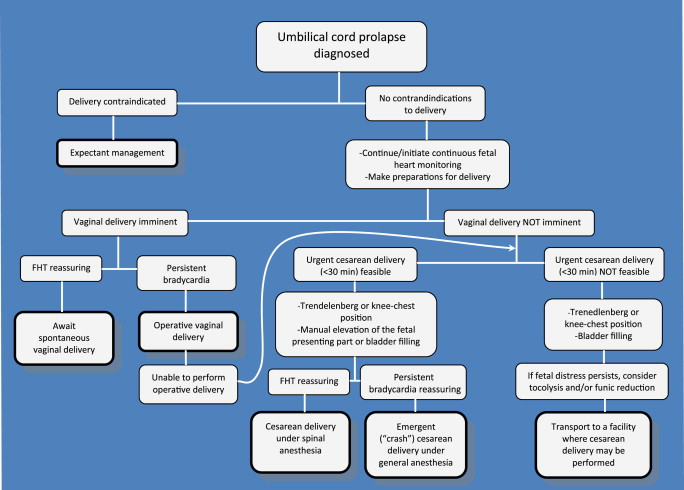 Umbilical cord prolapse
diagnosed
Delivery contraindicated
No contrandindications
to delivery
Expectant management
-Continue/initiate continuous fetal
heart monitoring
-Make preparations for delivery
Vaginal delivery imminent
Vaginal delivery NOT imminent
FHT reassuring
Persistent
bradycardia
Urgent cesarean delivery
(<30 min) feasible
Urgent cesarean delivery
(<30 min) NOT feasible
Await
spontaneous
vaginal delivery
Operative vaginal
delivery
-Trendelenberg or knee-chest
position
-Manual elevation of the fetal
presenting part or bladder filling
-Trenedlenberg or
knee-chest position
-Bladder filling
Unable to perform
operative delivery
FHT reassuring
Persistent
bradycardia reassuring
If fetal distress persists, consider
tocolysis and/or funic reduction
Cesarean delivery
under spinal
anesthesia
Emergent
(“crash”) cesarean
delivery under
general anesthesia
Transport to a facility
where cesarean
delivery may be
performed